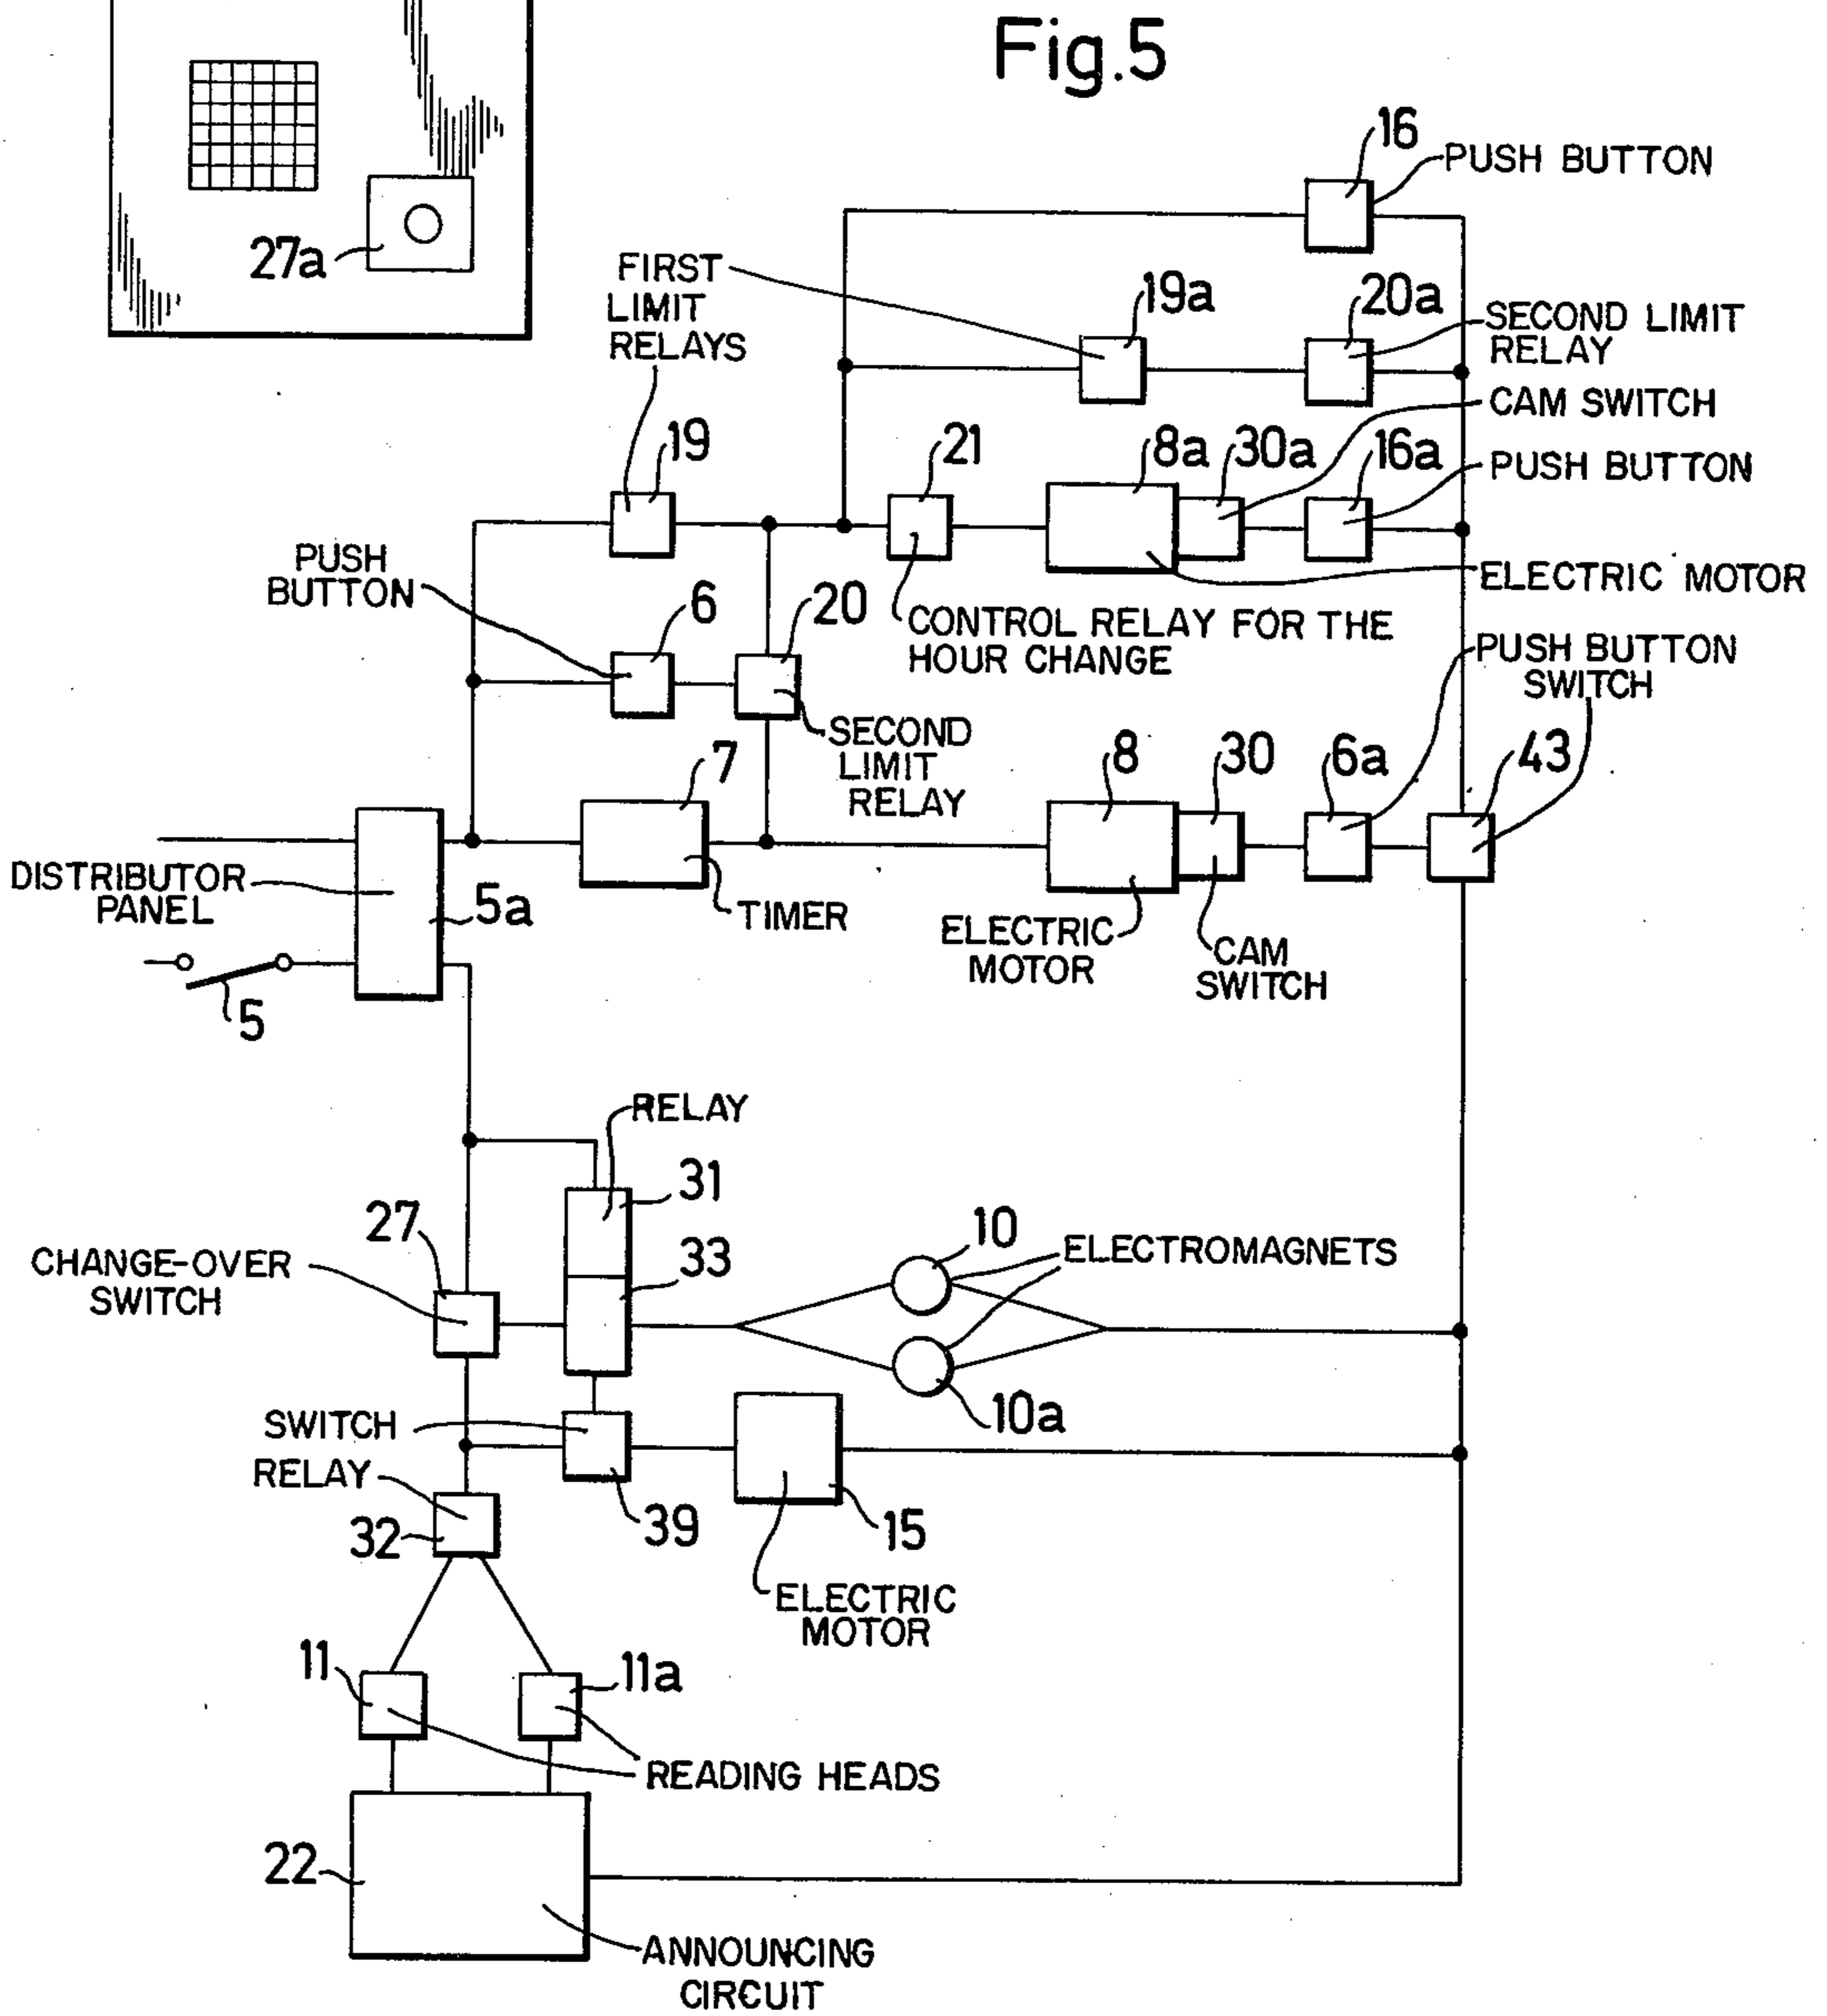 Fig.5
16
PUSH BUTTON
27a
FIRST
LIMIT
RELAYS
19a
20a
SECOND LIMIT
RELAY
CAM SWITCH
19
21
8a
30a
16a
PUSH BUTTON
PUSH
BUTTON
6
20
CONTROL RELAY FOR THE
HOUR CHANGE
ELECTRIC MOTOR
PUSH BUTTON
SWITCH
SECOND
LIMIT
RELAY
7
8
30
6a
43
DISTRIBUTOR
PANEL
5a
TIMER
ELECTRIC
MOTOR
CAM
SWITCH
5
RELAY
31
27
33
10
ELECTROMAGNETS
CHANGE-OVER
SWITCH
10a
SWITCH
RELAY
32
39
15
ELECTRIC
MOTOR
11
11a
READING HEADS
22
ANNOUNCING
CIRCUIT